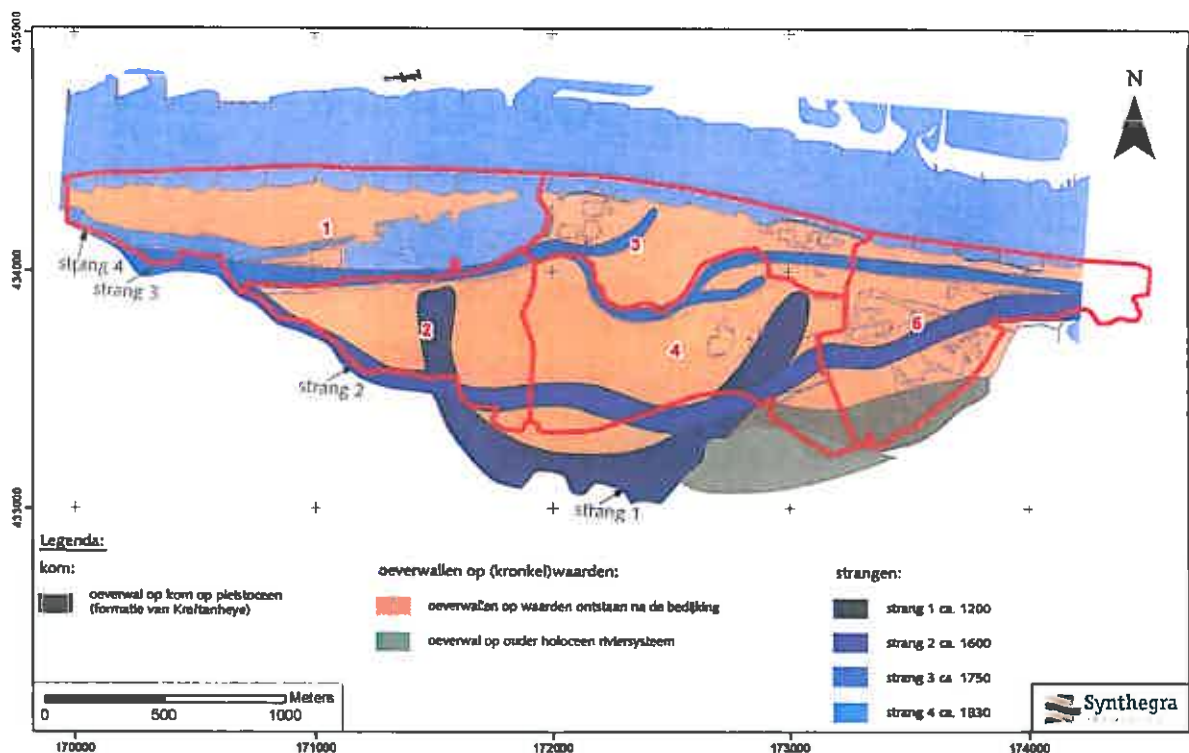 435000
N
1
strang 4
434000
3
strang 3
2
5
4
strang 2
433000
strang 1
Legenda:
kom:
oeverwal op kom op pleistoceen
(formatie van Kreftenheye)
oeverwallen op (kronkel)waarden:
oeverwallen op waarden ontstaan na de bedijking
oeverwal op ouder holoceen riviersysteem
strangen:
strang 1 ca. 1200
strang 2 ca. 1600
strang 3 ca 1750
strang 4 ca. 1830
Meters
0 500 1000
Synthegra
170000 171000 172000 173000 174000